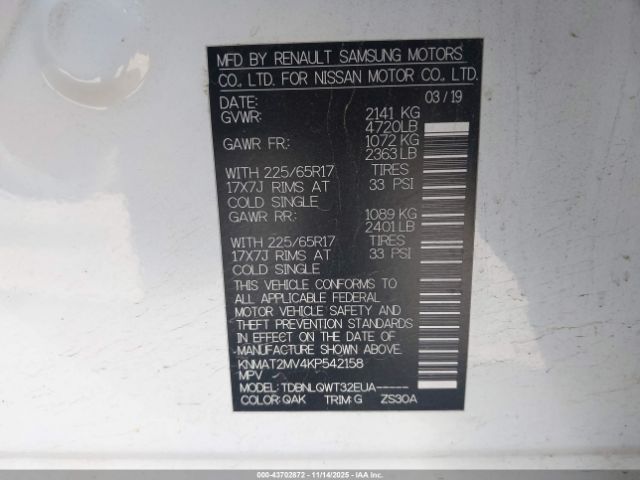 MFD BY RENAULT SAMSUNG MOTORS
CO., LTD. FOR NISSAN MOTOR CO., LTD.
DATE: 03/19
GVWR: 2141 KG
4720LB
GAWR FR: 1072 KG
2363 LB
WITH 225/65R17 TIRES
17X7J RIMS AT 33 PSI
COLD SINGLE
GAWR RR: 1089 KG
2401 LB
WITH 225/65R17 TIRES
17X7J RIMS AT 33 PSI
COLD SINGLE
THIS VEHICLE CONFORMS TO
ALL APPLICABLE FEDERAL
MOTOR VEHICLE SAFETY AND
THEFT PREVENTION STANDARDS
IN EFFECT ON THE DATE OF
MANUFACTURE SHOWN ABOVE.
KNMAT2MV4KP542158
MPV
MODEL: TDBNLQWT32EUA-----
COLOR: QAK TRIM: G ZS30A
000-43702672 - 11/14/2025 - IAAI.COM